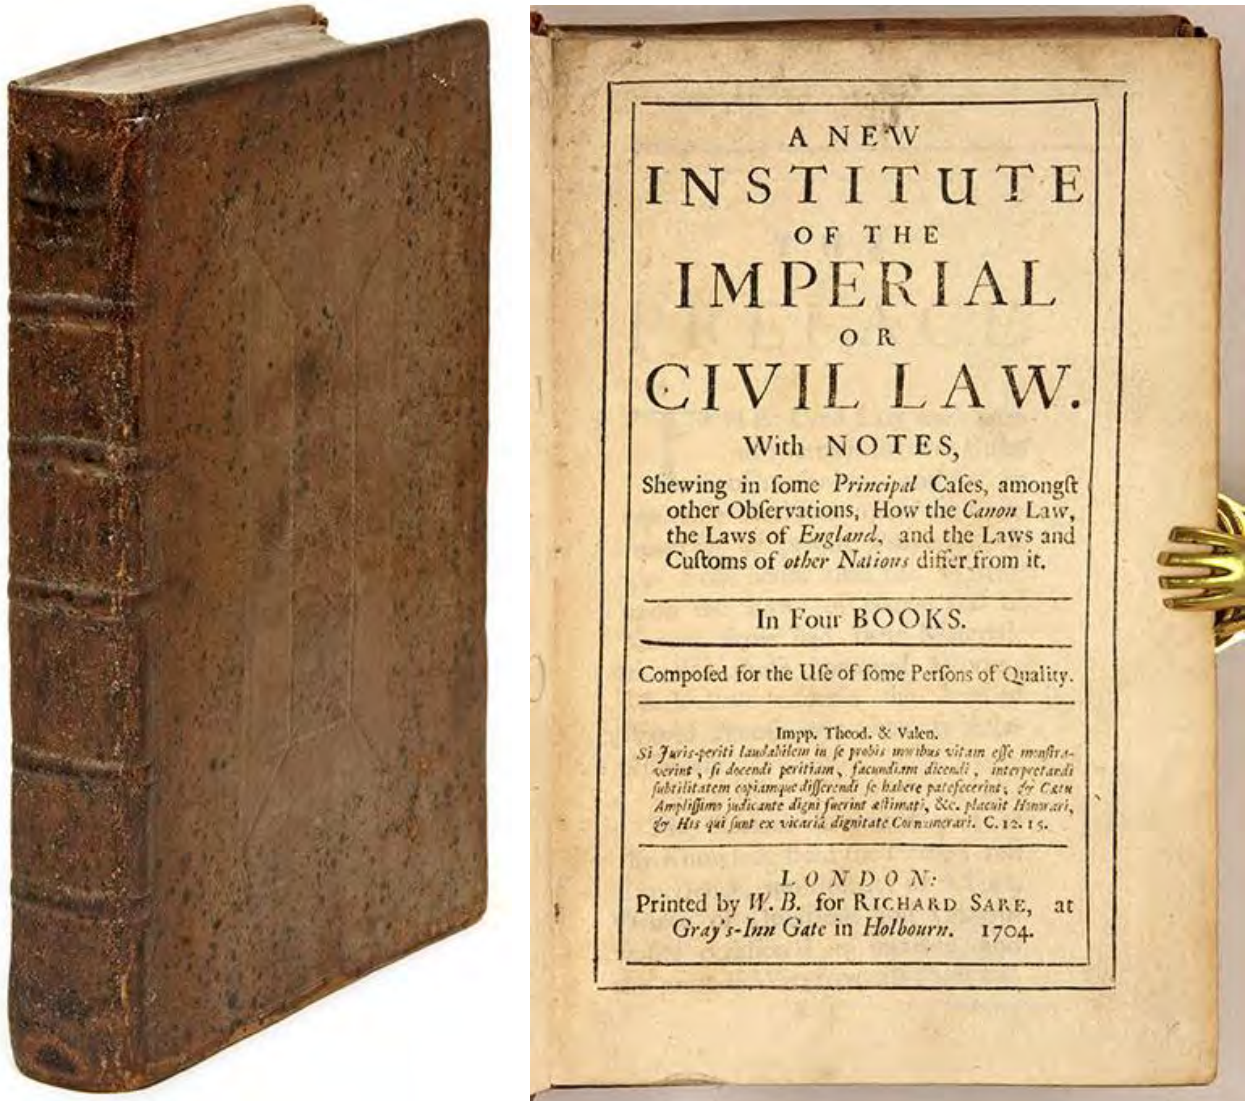 A NEW
INSTITUTE
OF THE
IMPERIAL
OR
CIVIL LAW.
With NOTES,
Shewing in ſome Principal Caſes, amongſt
other Obſervations, How the Canon Law,
the Laws of England, and the Laws and
Cuſtoms of other Nations differ from it.
In Four BOOKS.
Compoſed for the Uſe of ſome Perſons of Quality.
Impp. Theod. & Valen.
Si Juris-periti laudabilem in ſe probis moribus vitam eſſe monſtra-
verint, ſi docendi peritiam, facundiam dicendi, interpretandi
ſubtilitatem copiamque diſſerendi ſe habere patefecerint, & Cætu
Ampliſſimo judicante digni fuerint æſtimati, &c. placuit Honorari,
& His qui ſunt ex vicariâ dignitate Connumerari. C. 12. 15.
LONDON:
Printed by W. B. for RICHARD SARE, at
Gray's-Inn Gate in Holbourn. 1704.